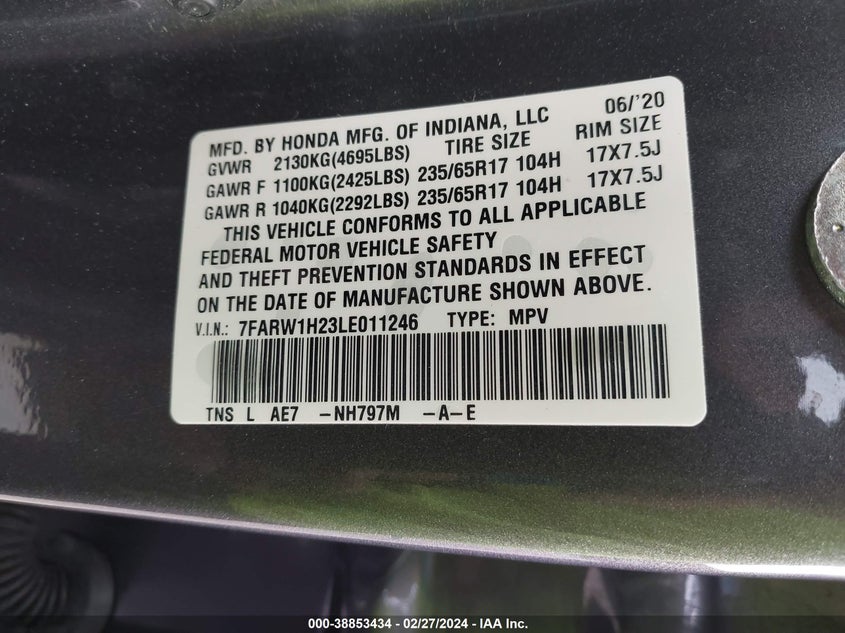 06/'20
MFD. BY HONDA MFG. OF INDIANA, LLC
GVWR 2130KG(4695LBS) TIRE SIZE RIM SIZE
GAWR F 1100KG(2425LBS) 235/65R17 104H 17X7.5J
GAWR R 1040KG(2292LBS) 235/65R17 104H 17X7.5J
THIS VEHICLE CONFORMS TO ALL APPLICABLE
FEDERAL MOTOR VEHICLE SAFETY
AND THEFT PREVENTION STANDARDS IN EFFECT
ON THE DATE OF MANUFACTURE SHOWN ABOVE.
V.I.N.: 7FARW1H23LE011246 TYPE: MPV
TNS L AE7 -NH797M -A-E
000-38853434 - 02/27/2024 - IAA Inc.